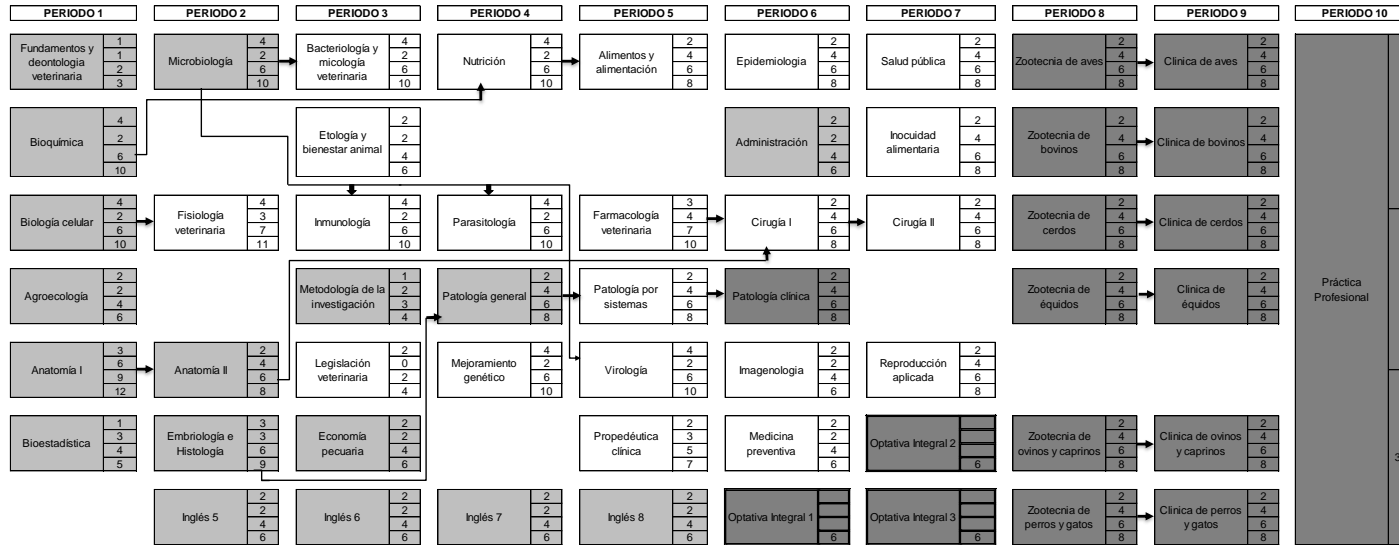 PERIODO 1
PERIODO 2
PERIODO 3
PERIODO 4
PERIODO 5
PERIODO 6
PERIODO 7
PERIODO 8
PERIODO 9
PERIODO 10
Fundamentos y
deontologia
veterinaria
1
1
2
3
Microbiología
4
2
6
10
Bacteriología y
micología
veterinaria
4
2
6
10
Nutrición
4
2
6
10
Alimentos y
alimentación
2
4
6
8
Epidemiologia
2
4
6
8
Salud pública
2
4
6
8
Zootecnia de aves
2
4
6
8
Clinica de aves
2
4
6
8
Bioquímica
4
2
6
10
Etología y
bienestar animal
2
2
4
6
Administración
2
2
4
6
Inocuidad
alimentaria
2
4
6
8
Zootecnia de
bovinos
2
4
6
8
Clinica de bovinos
2
4
6
8
Biología celular
4
2
6
10
Fisiología
veterinaria
4
3
7
11
Inmunología
4
2
6
10
Parasitología
4
2
6
10
Farmacología
veterinaria
3
4
7
10
Cirugía I
2
4
6
8
Cirugía II
2
4
6
8
Zootecnia de
cerdos
2
4
6
8
Clinica de cerdos
2
4
6
8
Agroecología
2
2
4
6
Metodología de la
investigación
1
2
3
4
Patología general
2
4
6
8
Patología por
sistemas
2
4
6
8
Patología clínica
2
4
6
8
Zootecnia de
équidos
2
4
6
8
Clinica de
équidos
2
4
6
8
Práctica
Profesional
Anatomía I
3
6
9
12
Anatomía II
2
4
6
8
Legislación
veterinaria
2
0
2
4
Mejoramiento
genético
4
2
6
10
Virología
4
2
6
10
Imagenologia
2
2
4
6
Reproducción
aplicada
2
4
6
8
Bioestadística
1
3
4
5
Embriología e
Histología
3
3
6
9
Economía
pecuaria
2
2
4
6
Propedéutica
clínica
2
3
5
7
Medicina
preventiva
2
2
4
6
Optativa Integral 2
6
Zootecnia de
ovinos y caprinos
2
4
6
8
Clinica de ovinos
y caprinos
2
4
6
8
3
Inglés 5
2
2
4
6
Inglés 6
2
2
4
6
Inglés 7
2
2
4
6
Inglés 8
2
2
4
6
Optativa Integral 1
6
Optativa Integral 3
6
Zootecnia de
perros y gatos
2
4
6
8
Clinica de perros
y gatos
2
4
6
8